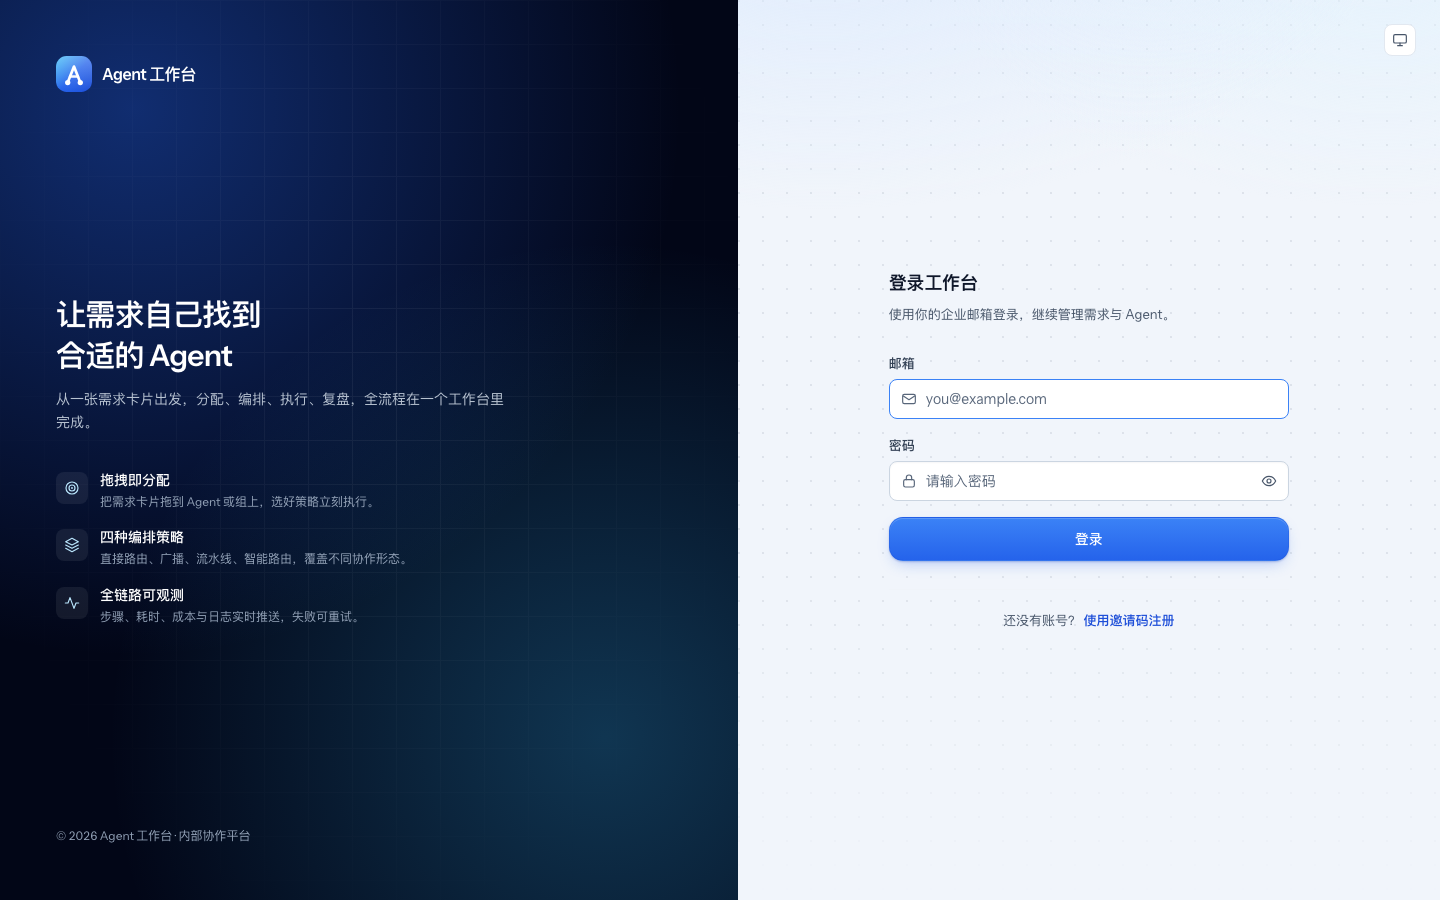 Agent 工作台
让需求自己找到
合适的 Agent
从一张需求卡片出发，分配、编排、执行、复盘，全流程在一个工作台里
完成。
拖拽即分配
把需求卡片拖到 Agent 或组上，选好策略立刻执行。
四种编排策略
直接路由、广播、流水线、智能路由，覆盖不同协作形态。
全链路可观测
步骤、耗时、成本与日志实时推送，失败可重试。
© 2026 Agent 工作台 · 内部协作平台
登录工作台
使用你的企业邮箱登录，继续管理需求与 Agent。
邮箱
you@example.com
密码
请输入密码
登录
还没有账号？ 使用邀请码注册